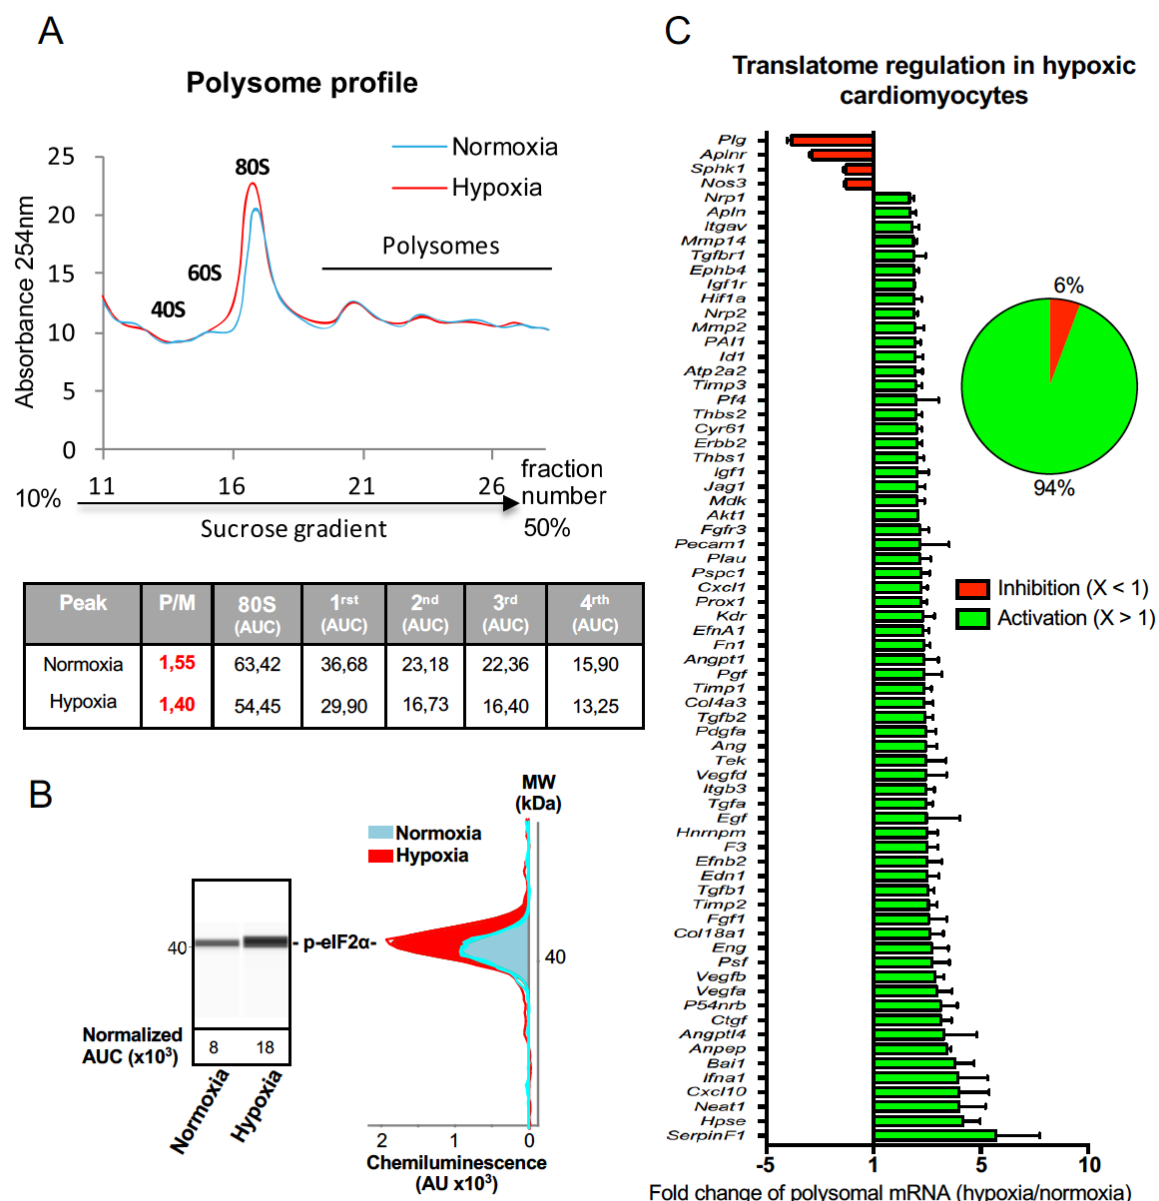 A
Polysome profile
Normoxia
Hypoxia
Absorbance 254nm
25
20
15
10
5
0
80S
60S
40S
Polysomes
11
16
21
26
fraction
number
10%
Sucrose gradient
50%
Peak P/M 80S (AUC) 1rst (AUC) 2nd (AUC) 3rd (AUC) 4rth (AUC)
Normoxia 1,55 63,42 36,68 23,18 22,36 15,90
Hypoxia 1,40 54,45 29,90 16,73 16,40 13,25
B
MW
(kDa)
Normoxia
Hypoxia
40
- p-eIF2α-
40
Normalized
AUC (x10³)
8
18
Normoxia
Hypoxia
2
1
0
Chemiluminescence
(AU x10³)
C
Translatome regulation in hypoxic
cardiomyocytes
Plg
Aplnr
Sphk1
Nos3
Nrp1
Apln
Itgav
Mmp14
Tgfbr1
Ephb4
Igf1r
Hif1a
Nrp2
Mmp2
PAI1
Id1
Atp2a2
Timp3
Pf4
Thbs2
Cyr61
Erbb2
Thbs1
Igf1
Jag1
Mdk
Akt1
Fgfr3
Pecam1
Plau
Pspc1
Cxcl1
Prox1
Kdr
EfnA1
Fn1
Angpt1
Pgf
Timp1
Col4a3
Tgfb2
Pdgfa
Ang
Tek
Vegfd
Itgb3
Tgfa
Egf
Hnrnpm
F3
Efnb2
Edn1
Tgfb1
Timp2
Fgf1
Col18a1
Eng
Psf
Vegfb
Vegfa
P54nrb
Ctgf
Angptl4
Anpep
Bai1
Ifna1
Cxcl10
Neat1
Hpse
SerpinF1
6%
94%
Inhibition (X < 1)
Activation (X > 1)
-5
1
5
10
Fold change of polysomal mRNA (hypoxia/normoxia)